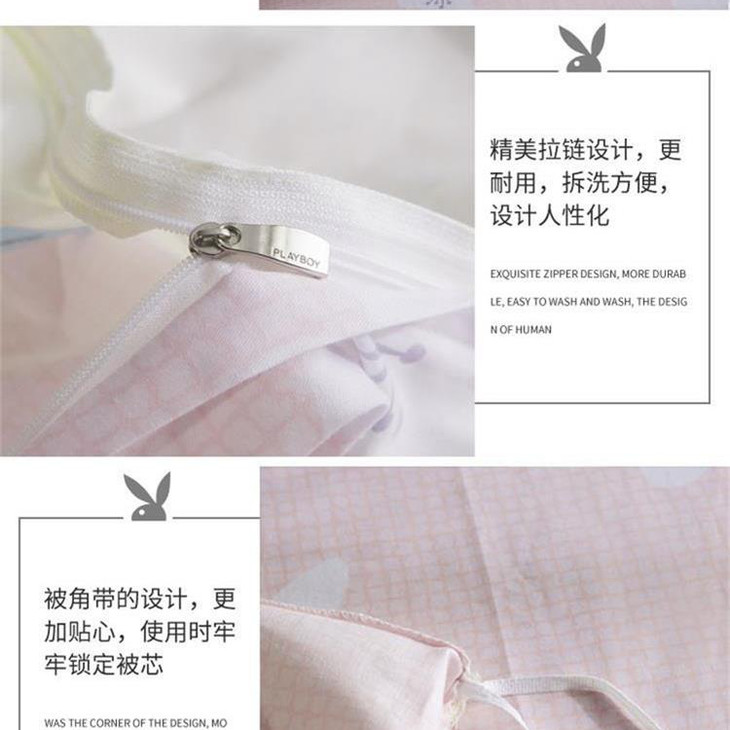 PLAYBOY
精美拉链设计，更
耐用，拆洗方便，
设计人性化
EXQUISITE ZIPPER DESIGN, MORE DURAB
LE, EASY TO WASH AND WASH, THE DESIG
N OF HUMAN
被角带的设计，更
加贴心，使用时牢
牢锁定被芯
WAS THE CORNER OF THE DESIGN, MO